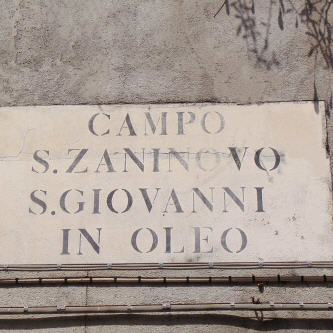 CAMPO
S.ZANINOVO
S.GIOVANNI
IN OLEO